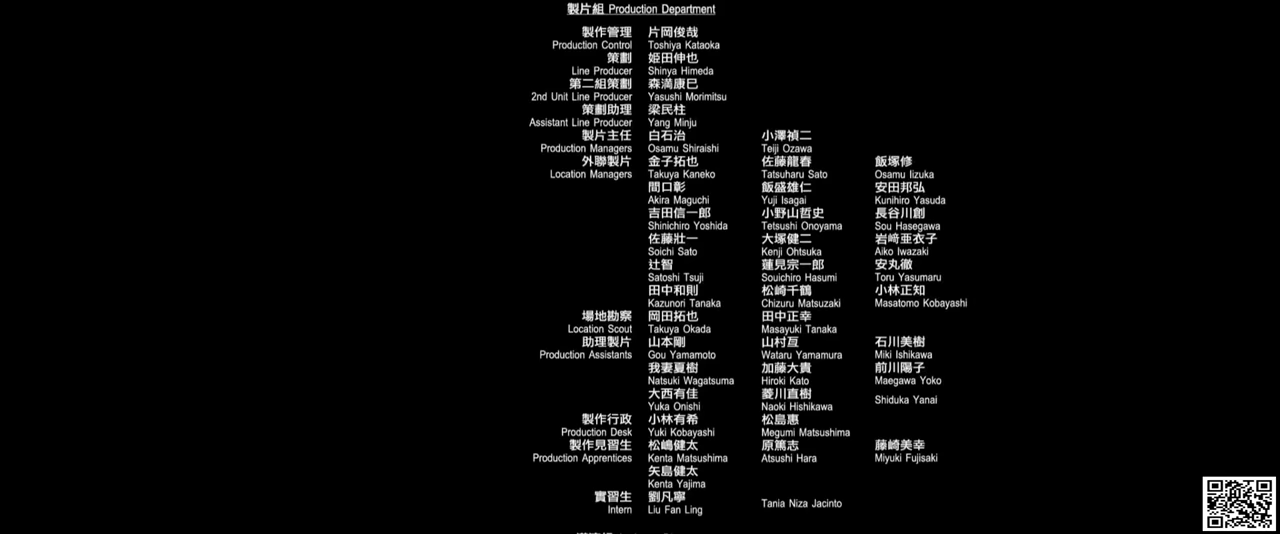 製片組 Production Department
製作管理 片岡俊哉
Production Control Toshiya Kataoka
策劃 姫田伸也
Line Producer Shinya Himeda
第二組策劃 森満康巳
2nd Unit Line Producer Yasushi Morimitsu
策劃助理 梁民柱
Assistant Line Producer Yang Minju
製片主任 白石治 小澤禎二
Production Managers Osamu Shiraishi Teiji Ozawa
外聯製片 金子拓也 佐藤龍春 飯塚修
Location Managers Takuya Kaneko Tatsuharu Sato Osamu Iizuka
間口彰 飯盛雄仁 安田邦弘
Akira Maguchi Yuji Isagai Kunihiro Yasuda
吉田信一郎 小野山哲史 長谷川創
Shinichiro Yoshida Tetsushi Onoyama Sou Hasegawa
佐藤壯一 大塚健二 岩﨑亜衣子
Soichi Sato Kenji Ohtsuka Aiko Iwazaki
辻智 蓮見宗一郎 安丸徹
Satoshi Tsuji Souichiro Hasumi Toru Yasumaru
田中和則 松崎千鶴 小林正知
Kazunori Tanaka Chizuru Matsuzaki Masatomo Kobayashi
場地勘察 岡田拓也 田中正幸
Location Scout Takuya Okada Masayuki Tanaka
助理製片 山本剛 山村亙 石川美樹
Production Assistants Gou Yamamoto Wataru Yamamura Miki Ishikawa
我妻夏樹 加藤大貴 前川陽子
Natsuki Wagatsuma Hiroki Kato Maegawa Yoko
大西有佳 菱川直樹
Yuka Onishi Naoki Hishikawa Shiduka Yanai
製作行政 小林有希 松島惠
Production Desk Yuki Kobayashi Megumi Matsushima
製作見習生 松嶋健太 原篤志 藤崎美幸
Production Apprentices Kenta Matsushima Atsushi Hara Miyuki Fujisaki
矢島健太
Kenta Yajima
實習生 劉凡寧
Intern Liu Fan Ling Tania Niza Jacinto